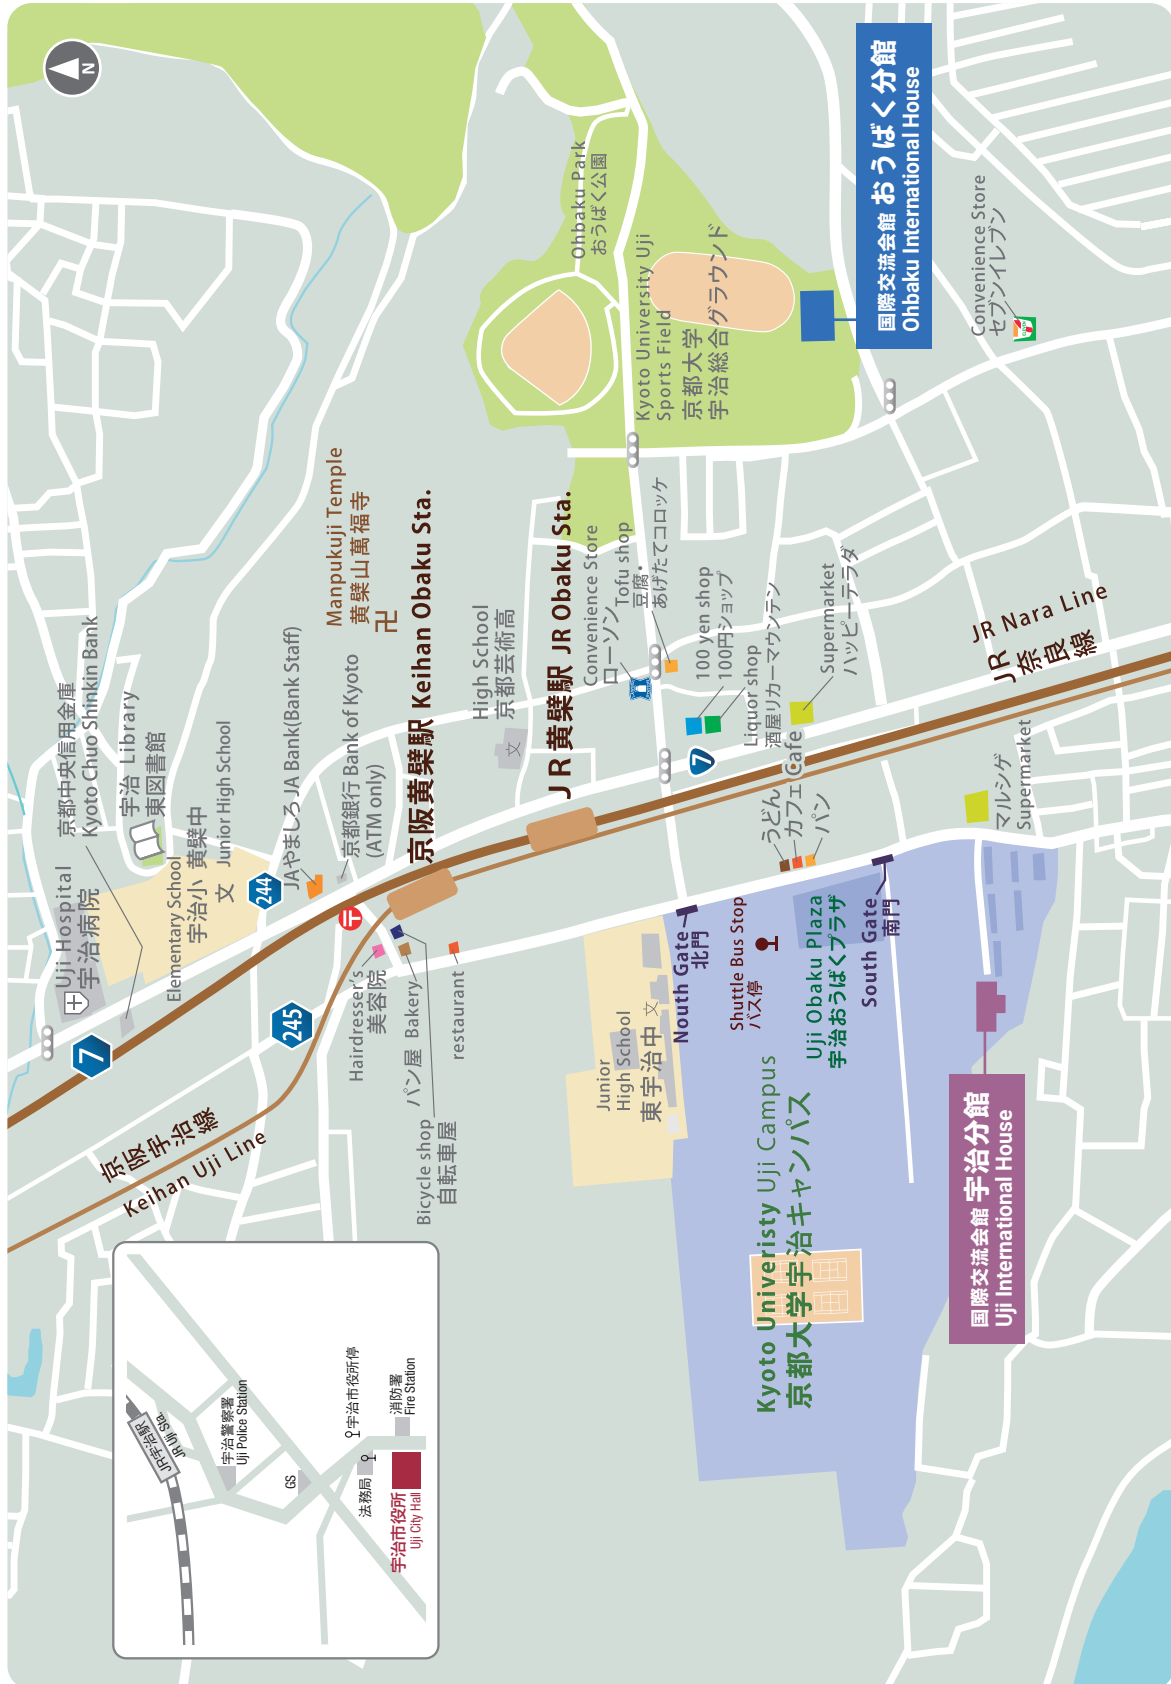 N
国際交流会館 おうばく分館
Ohbaku International House
Ohbaku Park
おうばく公園
Kyoto University Uji
Sports Field
京都大学
宇治総合グラウンド
Convenience Store
セブンイレブン
Manpukuji Temple
黄檗山萬福寺
卍
京阪黄檗駅 Keihan Obaku Sta.
High School
京都芸術高
文
JR黄檗駅 JR Obaku Sta.
Convenience Store
ローソン
Tofu shop
豆腐・
あげたてコロッケ
100 yen shop
100円ショップ
Liquor shop
酒屋リカーマウンテン
Supermarket
ハッピーテラダ
JR Nara Line
JR
奈良線
7
うどん
カフェ Cafe
パン
マルシゲ
Supermarket
京都中央信用金庫
Kyoto Chuo Shinkin Bank
宇治 Library
東図書館
Uji Hospital
宇治病院
Elementary School
宇治小
黄檗中
文
Junior High School
244
JAやましろ JA Bank(Bank Staff)
京都銀行 Bank of Kyoto
(ATM only)
〒
7
245
Hairdresser's
美容院
パン屋 Bakery
restaurant
Bicycle shop
自転車屋
京阪宇治線
Keihan Uji Line
Junior
High School
東宇治中
文
Nouth Gate
北門
Shuttle Bus Stop
バス停
Uji Obaku Plaza
宇治おうばくプラザ
South Gate
南門
Kyoto Univeristy Uji Campus
京都大学宇治キャンパス
国際交流会館 宇治分館
Uji International House
JR宇治駅
JR Uji Sta.
宇治警察署
Uji Police Station
GS
宇治市役所停
法務局
消防署
Fire Station
宇治市役所
Uji City Hall